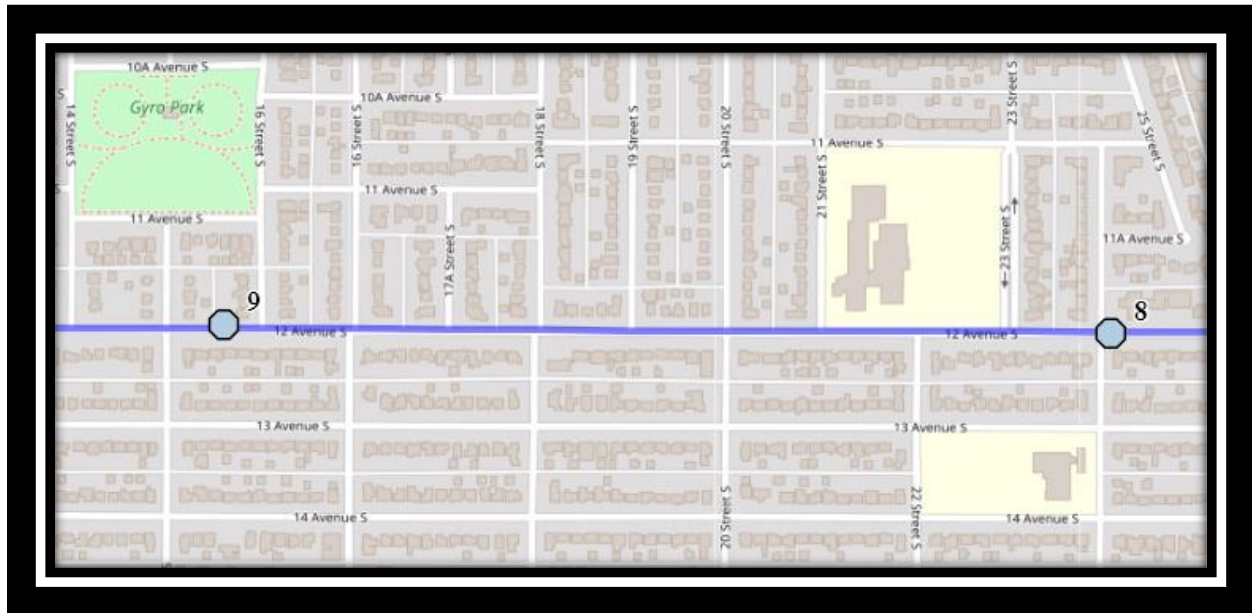 10A Avenue S
Gyro Park
14 Street S
16 Street S
16 Street S
10A Avenue S
18 Street S
19 Street S
20 Street S
11 Avenue S
23 Street S
25 Street S
11 Avenue S
21 Street S
11 Avenue S
17A Street S
23 Street S
11A Avenue S
9
8
12 Avenue S
12 Avenue S
13 Avenue S
13 Avenue S
14 Avenue S
20 Street S
22 Street S
14 Avenue S